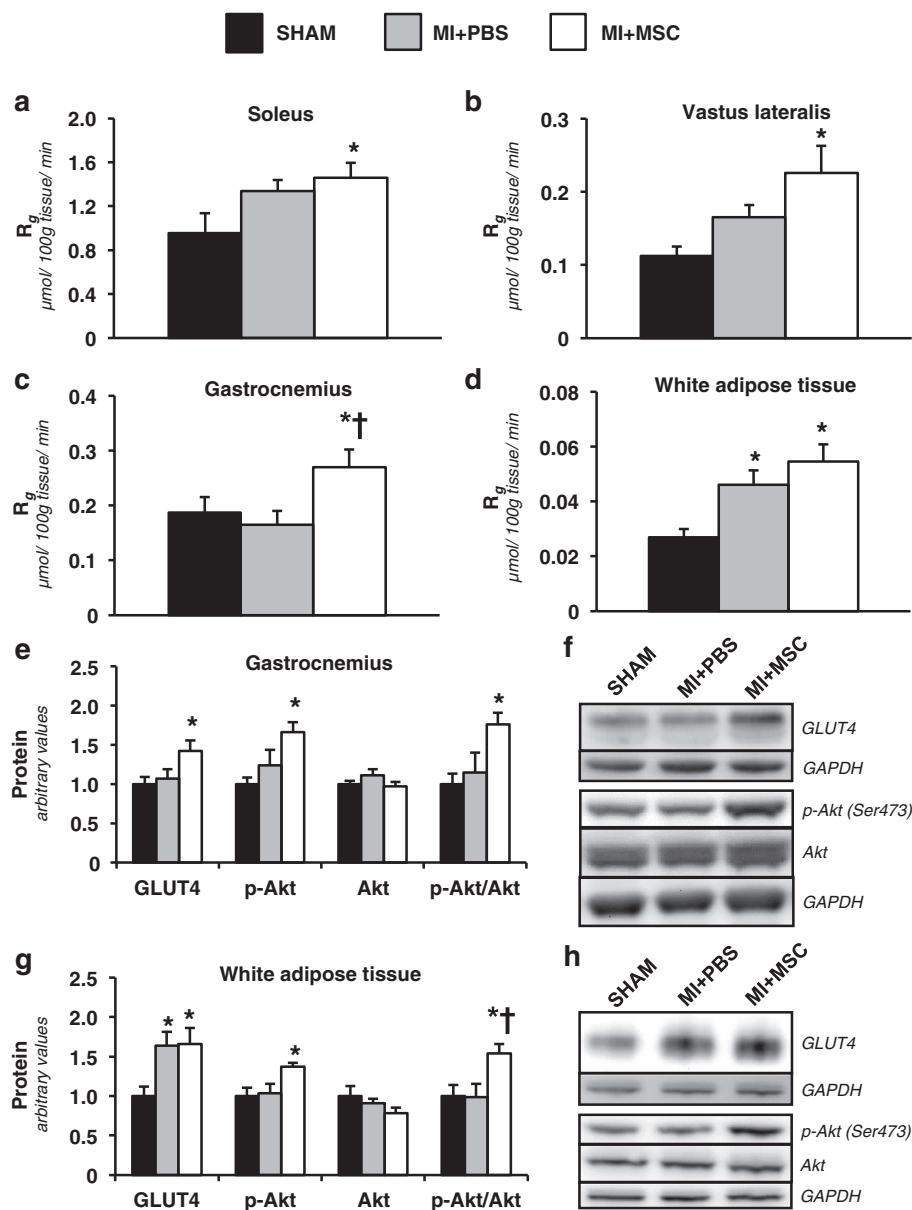 SHAM MI+PBS MI+MSC
a
Soleus
2.0
1.6
1.2
0.8
0.4
0
Rg
µmol/ 100g tissue/ min
*
b
Vastus lateralis
0.3
0.2
0.1
0
Rg
µmol/ 100g tissue/ min
*
c
Gastrocnemius
0.4
0.3
0.2
0.1
0
Rg
µmol/ 100g tissue/ min
*†
d
White adipose tissue
0.08
0.06
0.04
0.02
0.00
Rg
µmol/ 100g tissue/ min
* *
e
Gastrocnemius
2.5
2.0
1.5
1.0
0.5
0
Protein
arbitrary values
* * *
GLUT4 p-Akt Akt p-Akt/Akt
f
SHAM MI+PBS MI+MSC
GLUT4
GAPDH
p-Akt (Ser473)
Akt
GAPDH
g
White adipose tissue
2.5
2.0
1.5
1.0
0.5
0
Protein
arbitrary values
* * * *†
GLUT4 p-Akt Akt p-Akt/Akt
h
SHAM MI+PBS MI+MSC
GLUT4
GAPDH
p-Akt (Ser473)
Akt
GAPDH